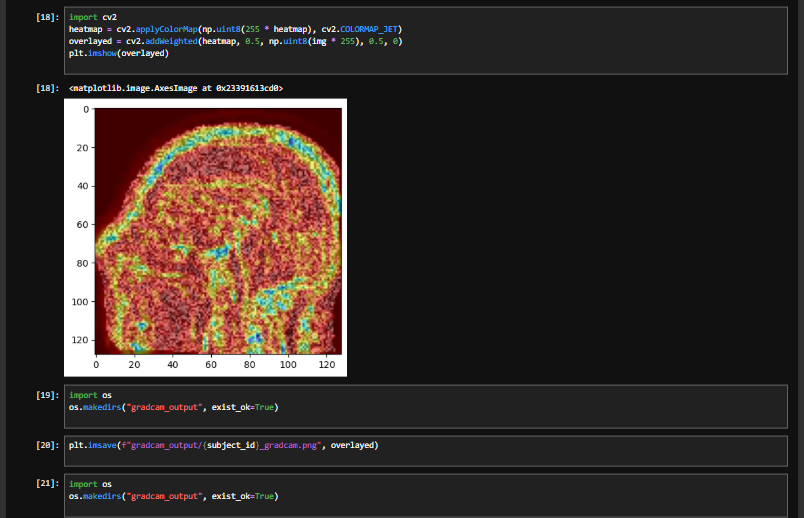 [18]: import cv2
heatmap = cv2.applyColorMap(np.uint8(255 * heatmap), cv2.COLORMAP_JET)
overlayed = cv2.addWeighted(heatmap, 0.5, np.uint8(img * 255), 0.5, 0)
plt.imshow(overlayed)
[18]: <matplotlib.image.AxesImage at 0x23391613cd0>
0
20
40
60
80
100
120
0 20 40 60 80 100 120
[19]: import os
os.makedirs("gradcam_output", exist_ok=True)
[20]: plt.imsave(f"gradcam_output/{subject_id}_gradcam.png", overlayed)
[21]: import os
os.makedirs("gradcam_output", exist_ok=True)